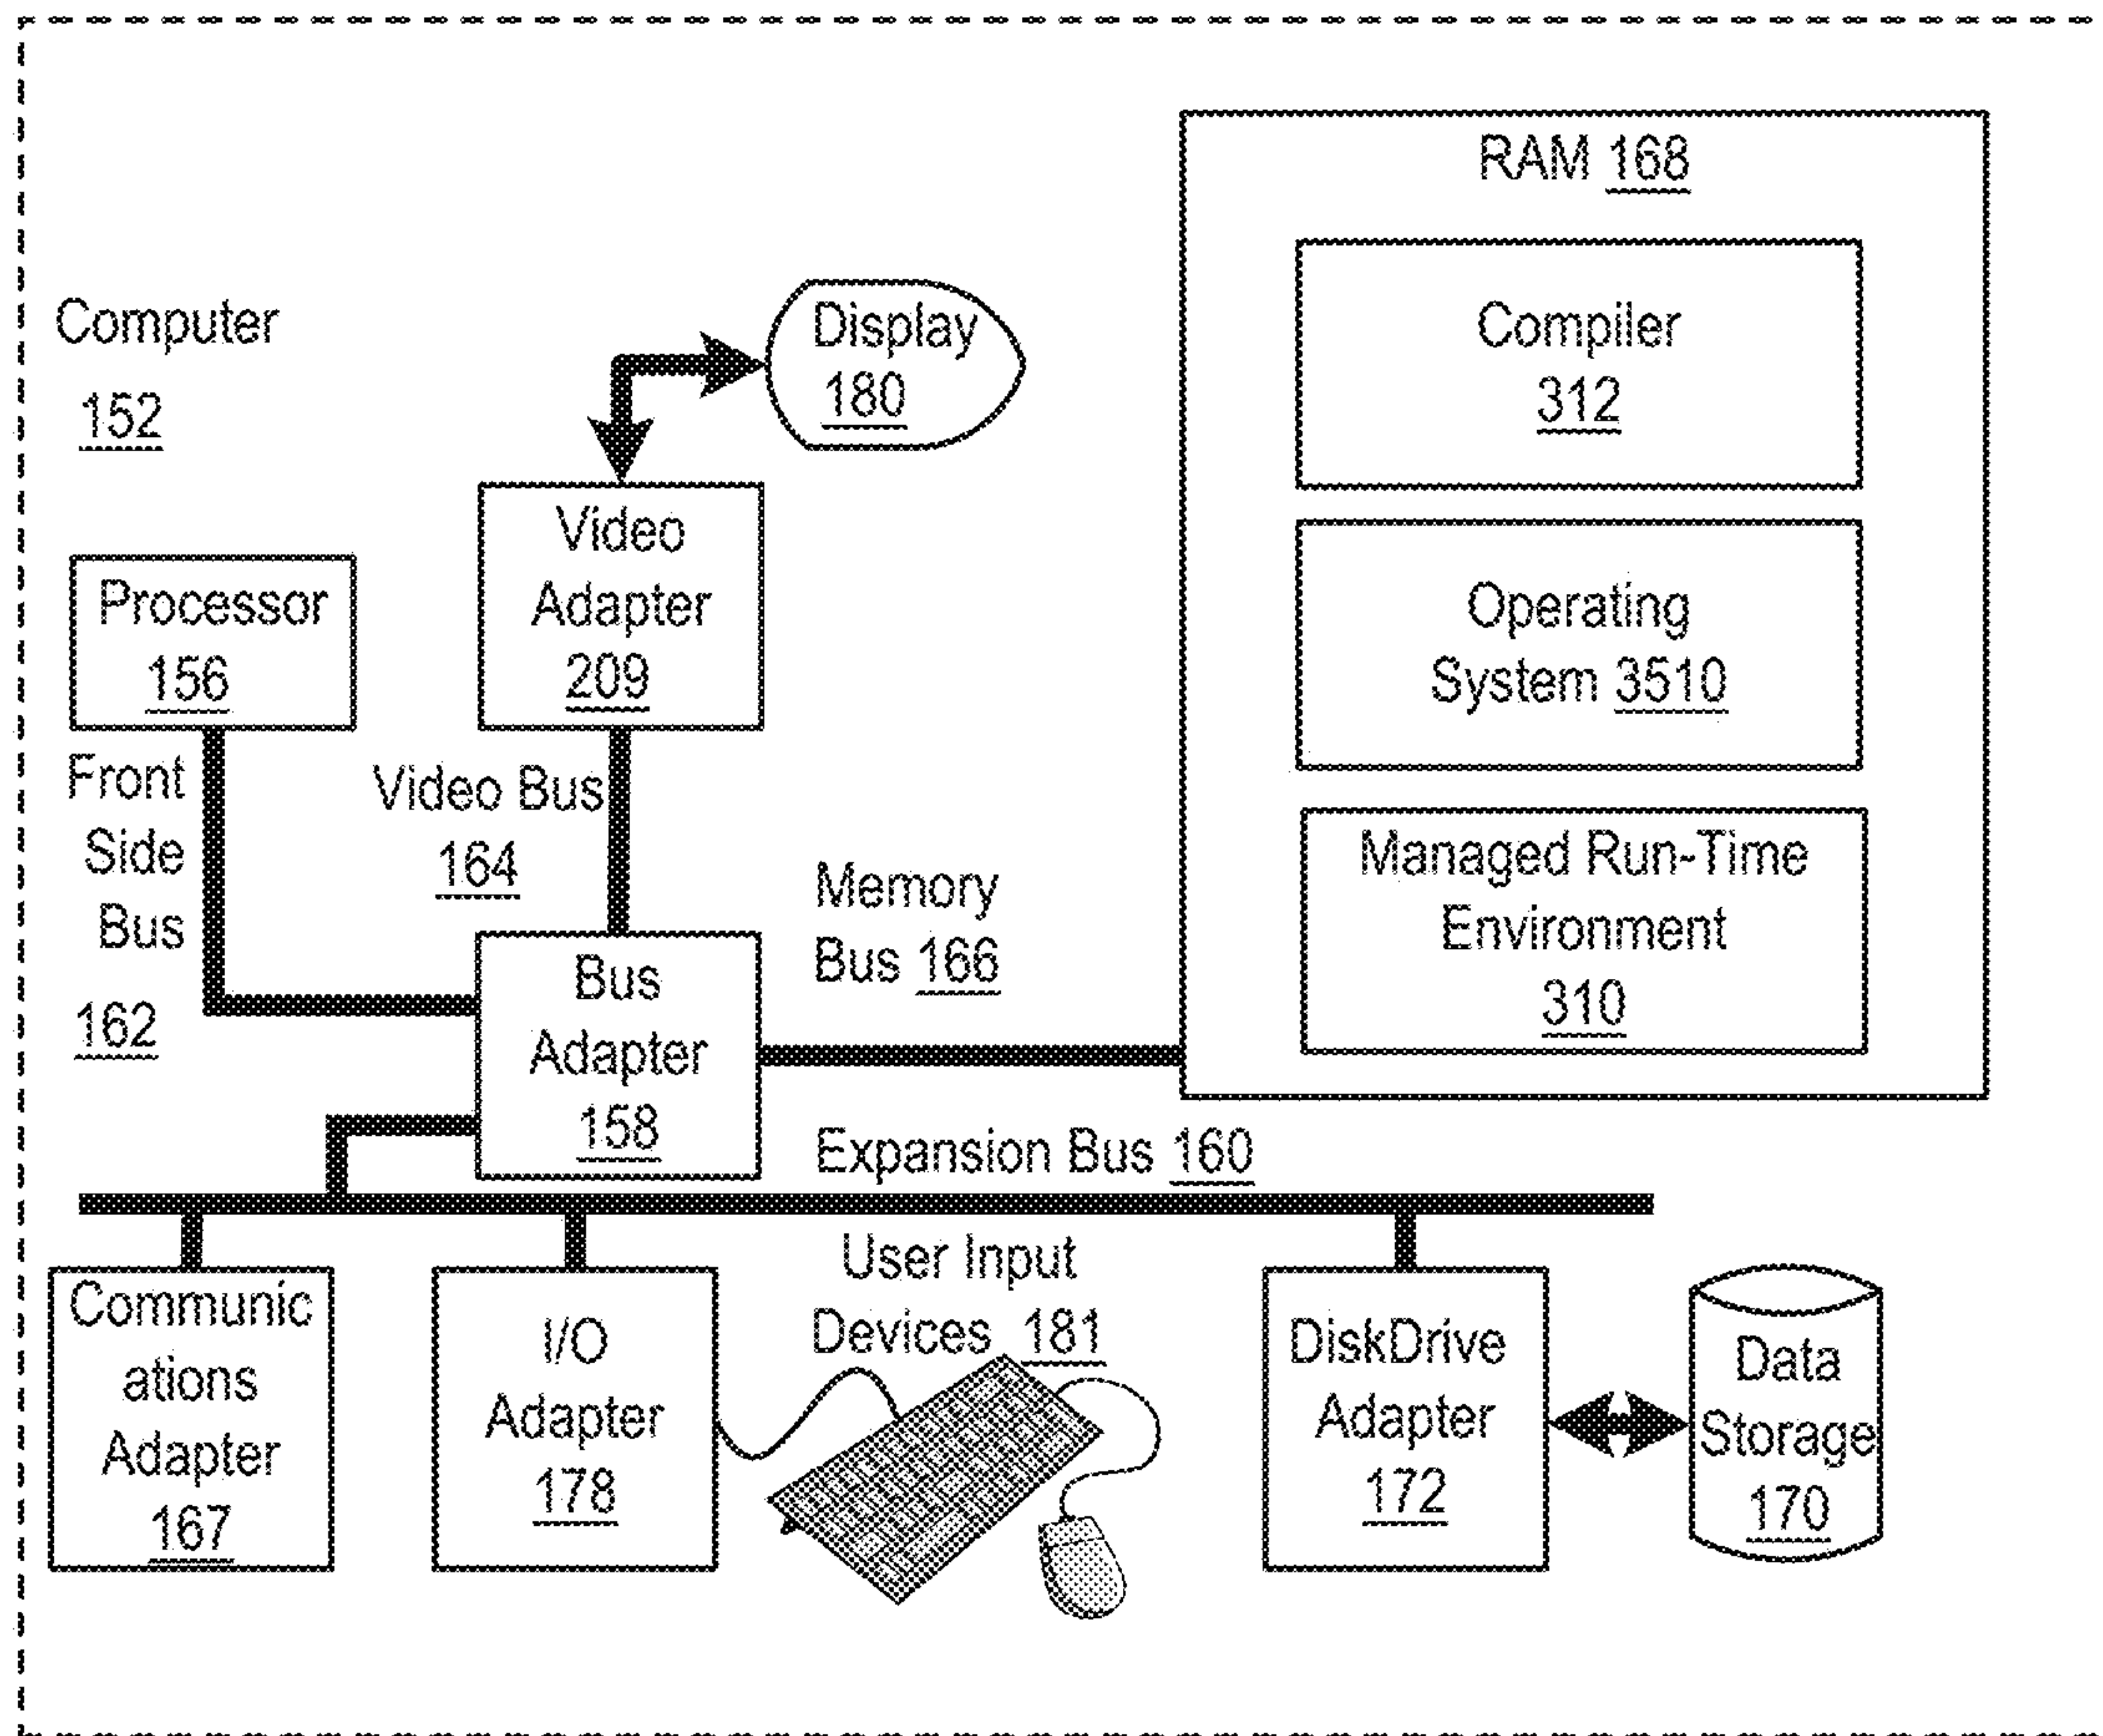 RAM 168
Compiler
312
Operating
System 3510
Managed Run-Time
Environment
310
Computer
152
Display
180
Video
Adapter
209
Processor
156
Front
Side
Bus
162
Video Bus
164
Memory
Bus 166
Bus
Adapter
158
Expansion Bus 160
Communic
ations
Adapter
167
I/O
Adapter
178
User Input
Devices 181
DiskDrive
Adapter
172
Data
Storage
170